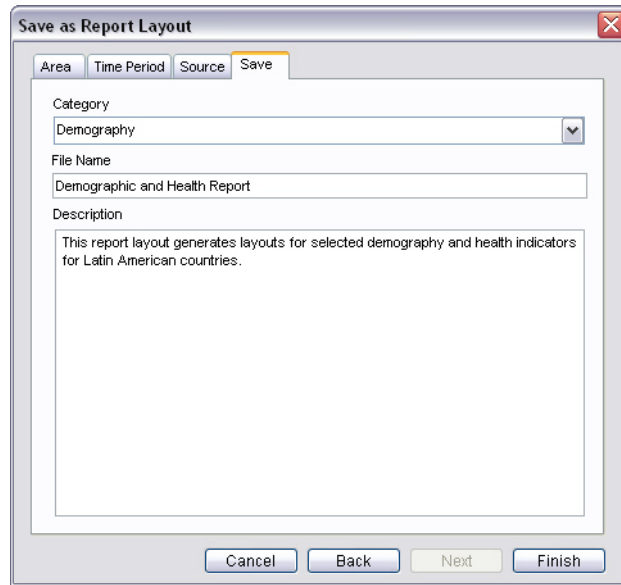 Save as Report Layout
Area Time Period Source Save
Category
Demography
File Name
Demographic and Health Report
Description
This report layout generates layouts for selected demography and health indicators
for Latin American countries.
Cancel Back Next Finish